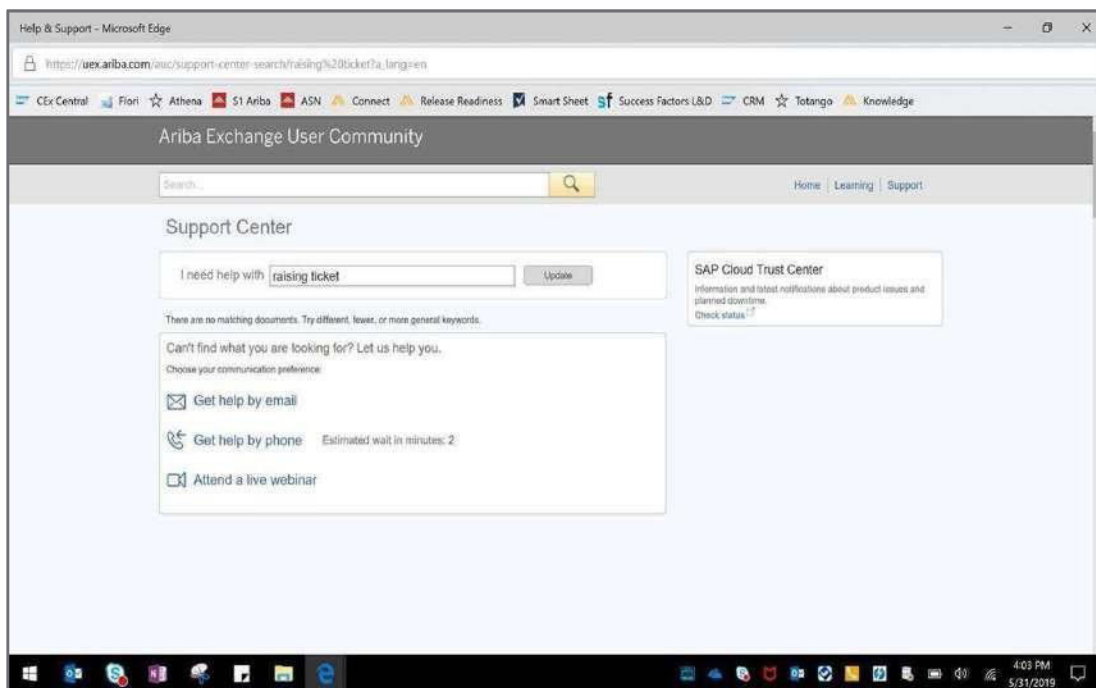 Help & Support - Microsoft Edge
https://uex.ariba.com/auc/support-center-search/raising%20ticket?a_lang=en
CEx Central Fiori Athena S1 Ariba ASN Connect Release Readiness Smart Sheet Success Factors L&D CRM Totango Knowledge
Ariba Exchange User Community
Search...
Home | Learning | Support
Support Center
I need help with raising ticket Update
SAP Cloud Trust Center
Information and latest notifications about product issues and
planned downtime.
Check status
There are no matching documents. Try different, fewer, or more general keywords.
Can't find what you are looking for? Let us help you.
Choose your communication preference:
Get help by email
Get help by phone Estimated wait in minutes: 2
Attend a live webinar
4:03 PM
5/31/2019